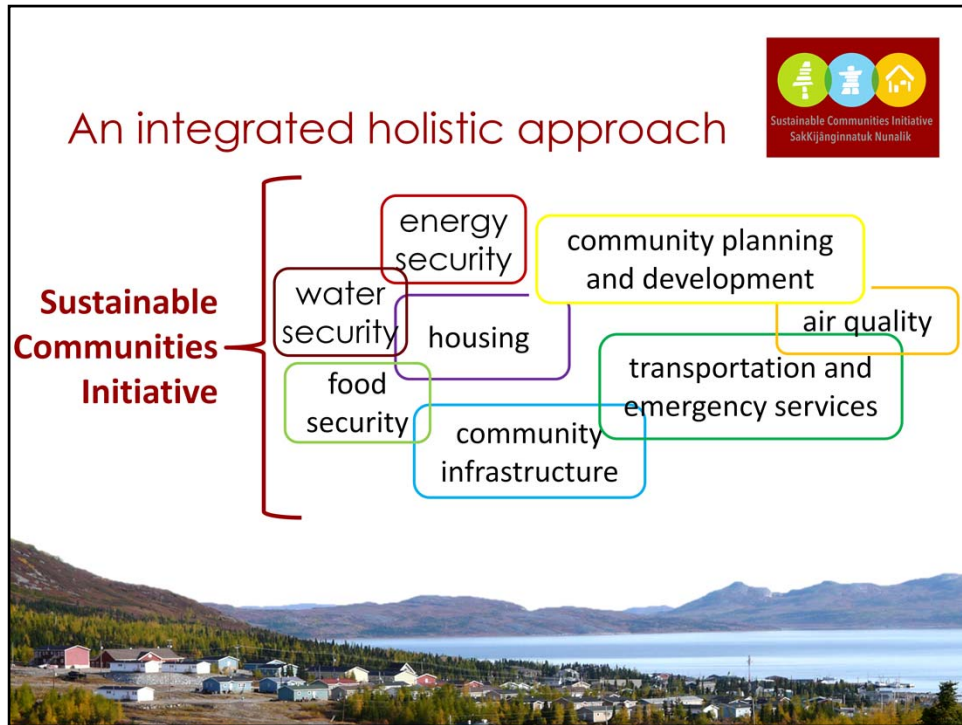 An integrated holistic approach
Sustainable Communities Initiative
SakKijânginnatuk Nunalik
Sustainable
Communities
Initiative
energy
security
water
security
housing
food
security
community
infrastructure
community planning
and development
air quality
transportation and
emergency services